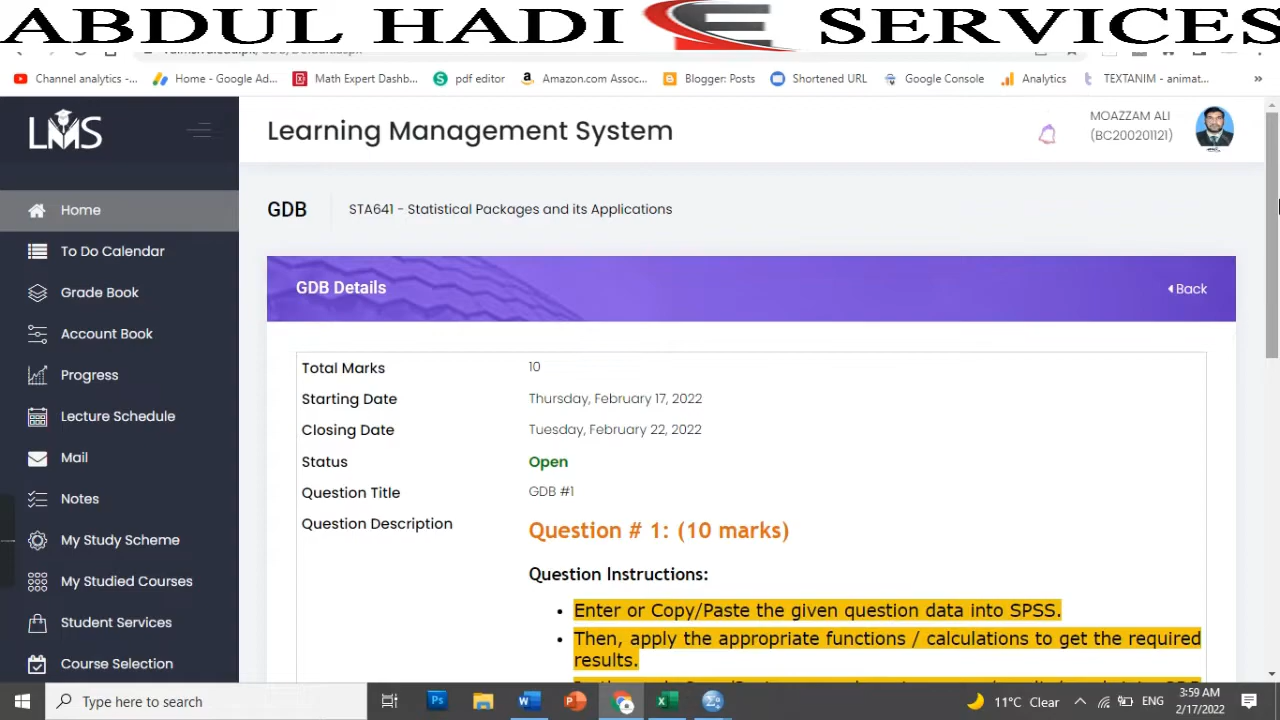 ABDUL HADI E SERVICES
Channel analytics -...
Home - Google Ad...
Math Expert Dashb...
pdf editor
Amazon.com Assoc...
Blogger: Posts
Shortened URL
Google Console
Analytics
TEXTANIM - animat...
»
LMS
Learning Management System
MOAZZAM ALI
(BC200201121)
Home
To Do Calendar
Grade Book
Account Book
Progress
Lecture Schedule
Mail
Notes
My Study Scheme
My Studied Courses
Student Services
Course Selection
GDB
STA641 - Statistical Packages and its Applications
GDB Details
Back
Total Marks 10
Starting Date Thursday, February 17, 2022
Closing Date Tuesday, February 22, 2022
Status Open
Question Title GDB #1
Question Description
Question # 1: (10 marks)
Question Instructions:
• Enter or Copy/Paste the given question data into SPSS.
• Then, apply the appropriate functions / calculations to get the required
results.
Type here to search
Ps
W
P
X
11°C Clear
ENG
3:59 AM
2/17/2022